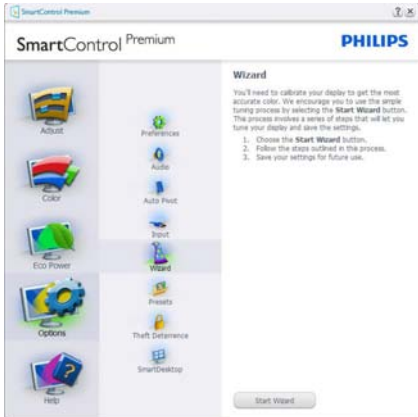 SmartControl Premium
SmartControl Premium
PHILIPS
Adjust
Color
Eco Power
Options
Help
Preferences
Audio
Auto Pivot
Input
Wizard
Presets
Theft Deterrence
SmartDesktop
Wizard
You'll need to calibrate your display to get the most
accurate color. We encourage you to use the simple
tuning process by selecting the Start Wizard button.
This process involves a series of steps that will let you
tune your display and save the settings.
1. Choose the Start Wizard button.
2. Follow the steps outlined in the process.
3. Save your settings for future use.
Start Wizard